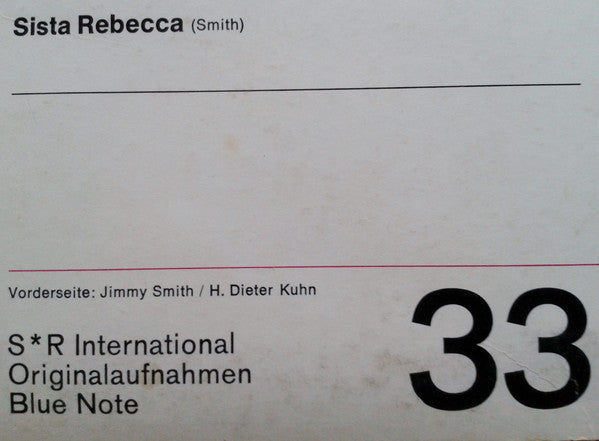 Sista Rebecca (Smith)
Vorderseite: Jimmy Smith / H. Dieter Kuhn
S*R International
Originalaufnahmen
Blue Note
33